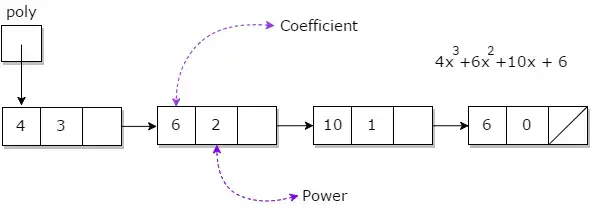 poly
Coefficient
4x³+6x²+10x + 6
4 3 6 2 10 1 6 0
Power